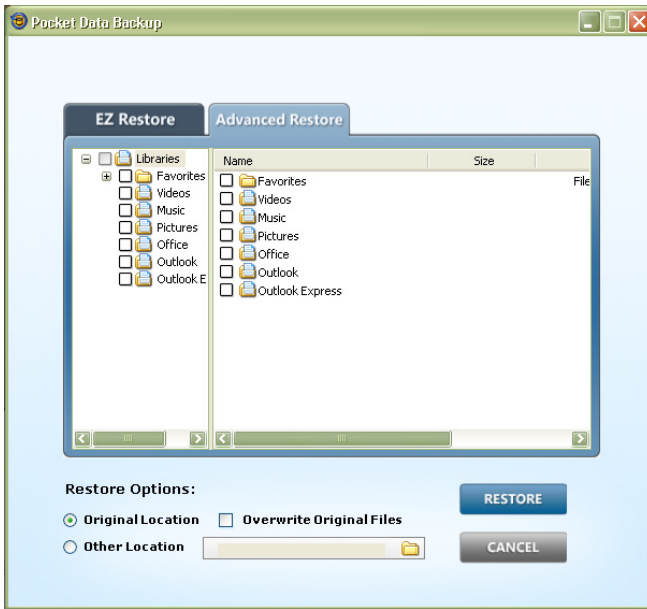 Pocket Data Backup
EZ Restore
Advanced Restore
Libraries
Favorites
Videos
Music
Pictures
Office
Outlook
Outlook E
Name Size
Favorites File
Videos
Music
Pictures
Office
Outlook
Outlook Express
Restore Options:
Original Location Overwrite Original Files
Other Location
RESTORE
CANCEL